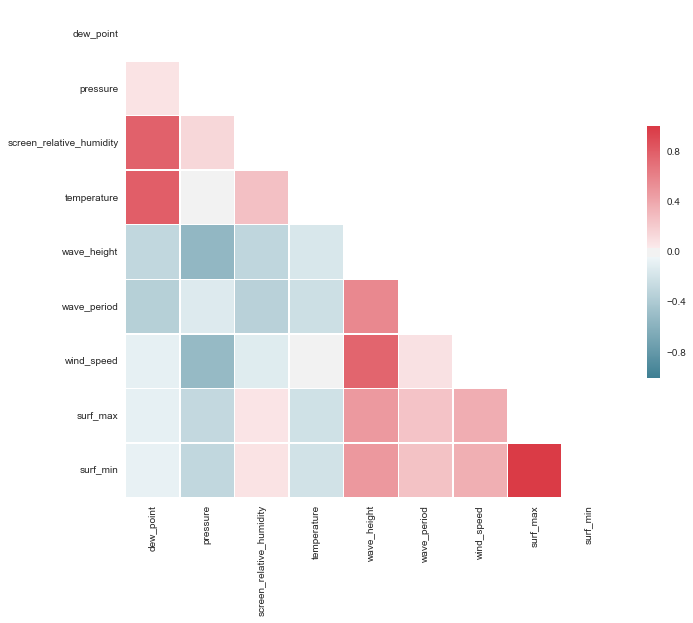 dew_point
pressure
screen_relative_humidity
temperature
wave_height
wave_period
wind_speed
surf_max
surf_min
dew_point
pressure
screen_relative_humidity
temperature
wave_height
wave_period
wind_speed
surf_max
surf_min
0.8
0.4
0.0
−0.4
−0.8